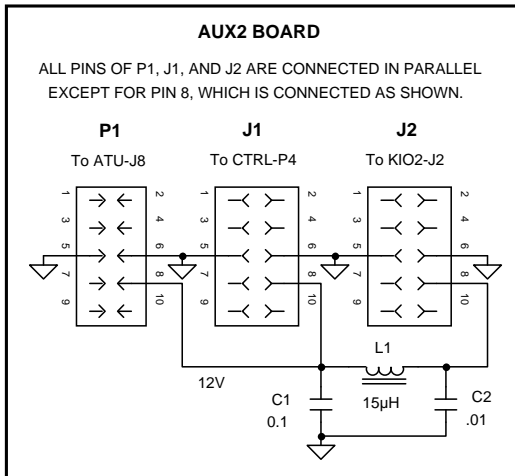 AUX2 BOARD
ALL PINS OF P1, J1, AND J2 ARE CONNECTED IN PARALLEL
EXCEPT FOR PIN 8, WHICH IS CONNECTED AS SHOWN.
P1 J1 J2
To ATU-J8 To CTRL-P4 To KIO2-J2
1 2 1 2 1 2
3 4 3 4 3 4
5 6 5 6 5 6
7 8 7 8 7 8
9 10 9 10 9 10
L1
12V
C1 15µH C2
0.1 .01